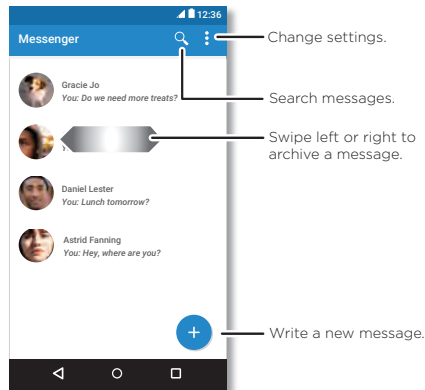 12:36
Messenger
Change settings.
Gracie Jo
You: Do we need more treats?
Search messages.
Swipe left or right to
archive a message.
Daniel Lester
You: Lunch tomorrow?
Astrid Fanning
You: Hey, where are you?
Write a new message.